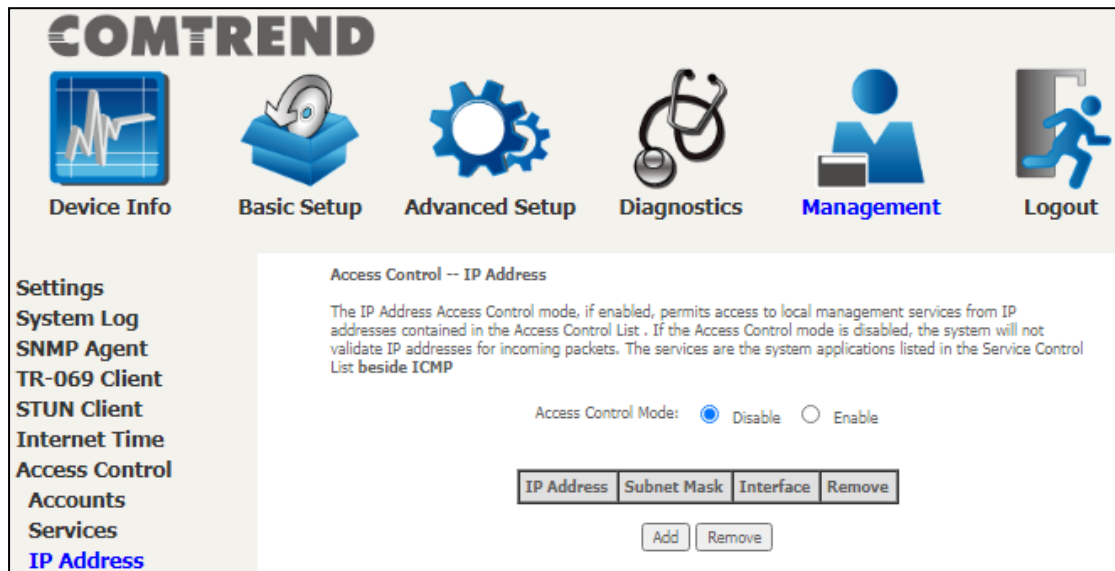 COMTREND
Device Info
Basic Setup
Advanced Setup
Diagnostics
Management
Logout
Settings
System Log
SNMP Agent
TR-069 Client
STUN Client
Internet Time
Access Control
Accounts
Services
IP Address
Access Control -- IP Address
The IP Address Access Control mode, if enabled, permits access to local management services from IP
addresses contained in the Access Control List . If the Access Control mode is disabled, the system will not
validate IP addresses for incoming packets. The services are the system applications listed in the Service Control
List beside ICMP
Access Control Mode: Disable Enable
IP Address Subnet Mask Interface Remove
Add Remove